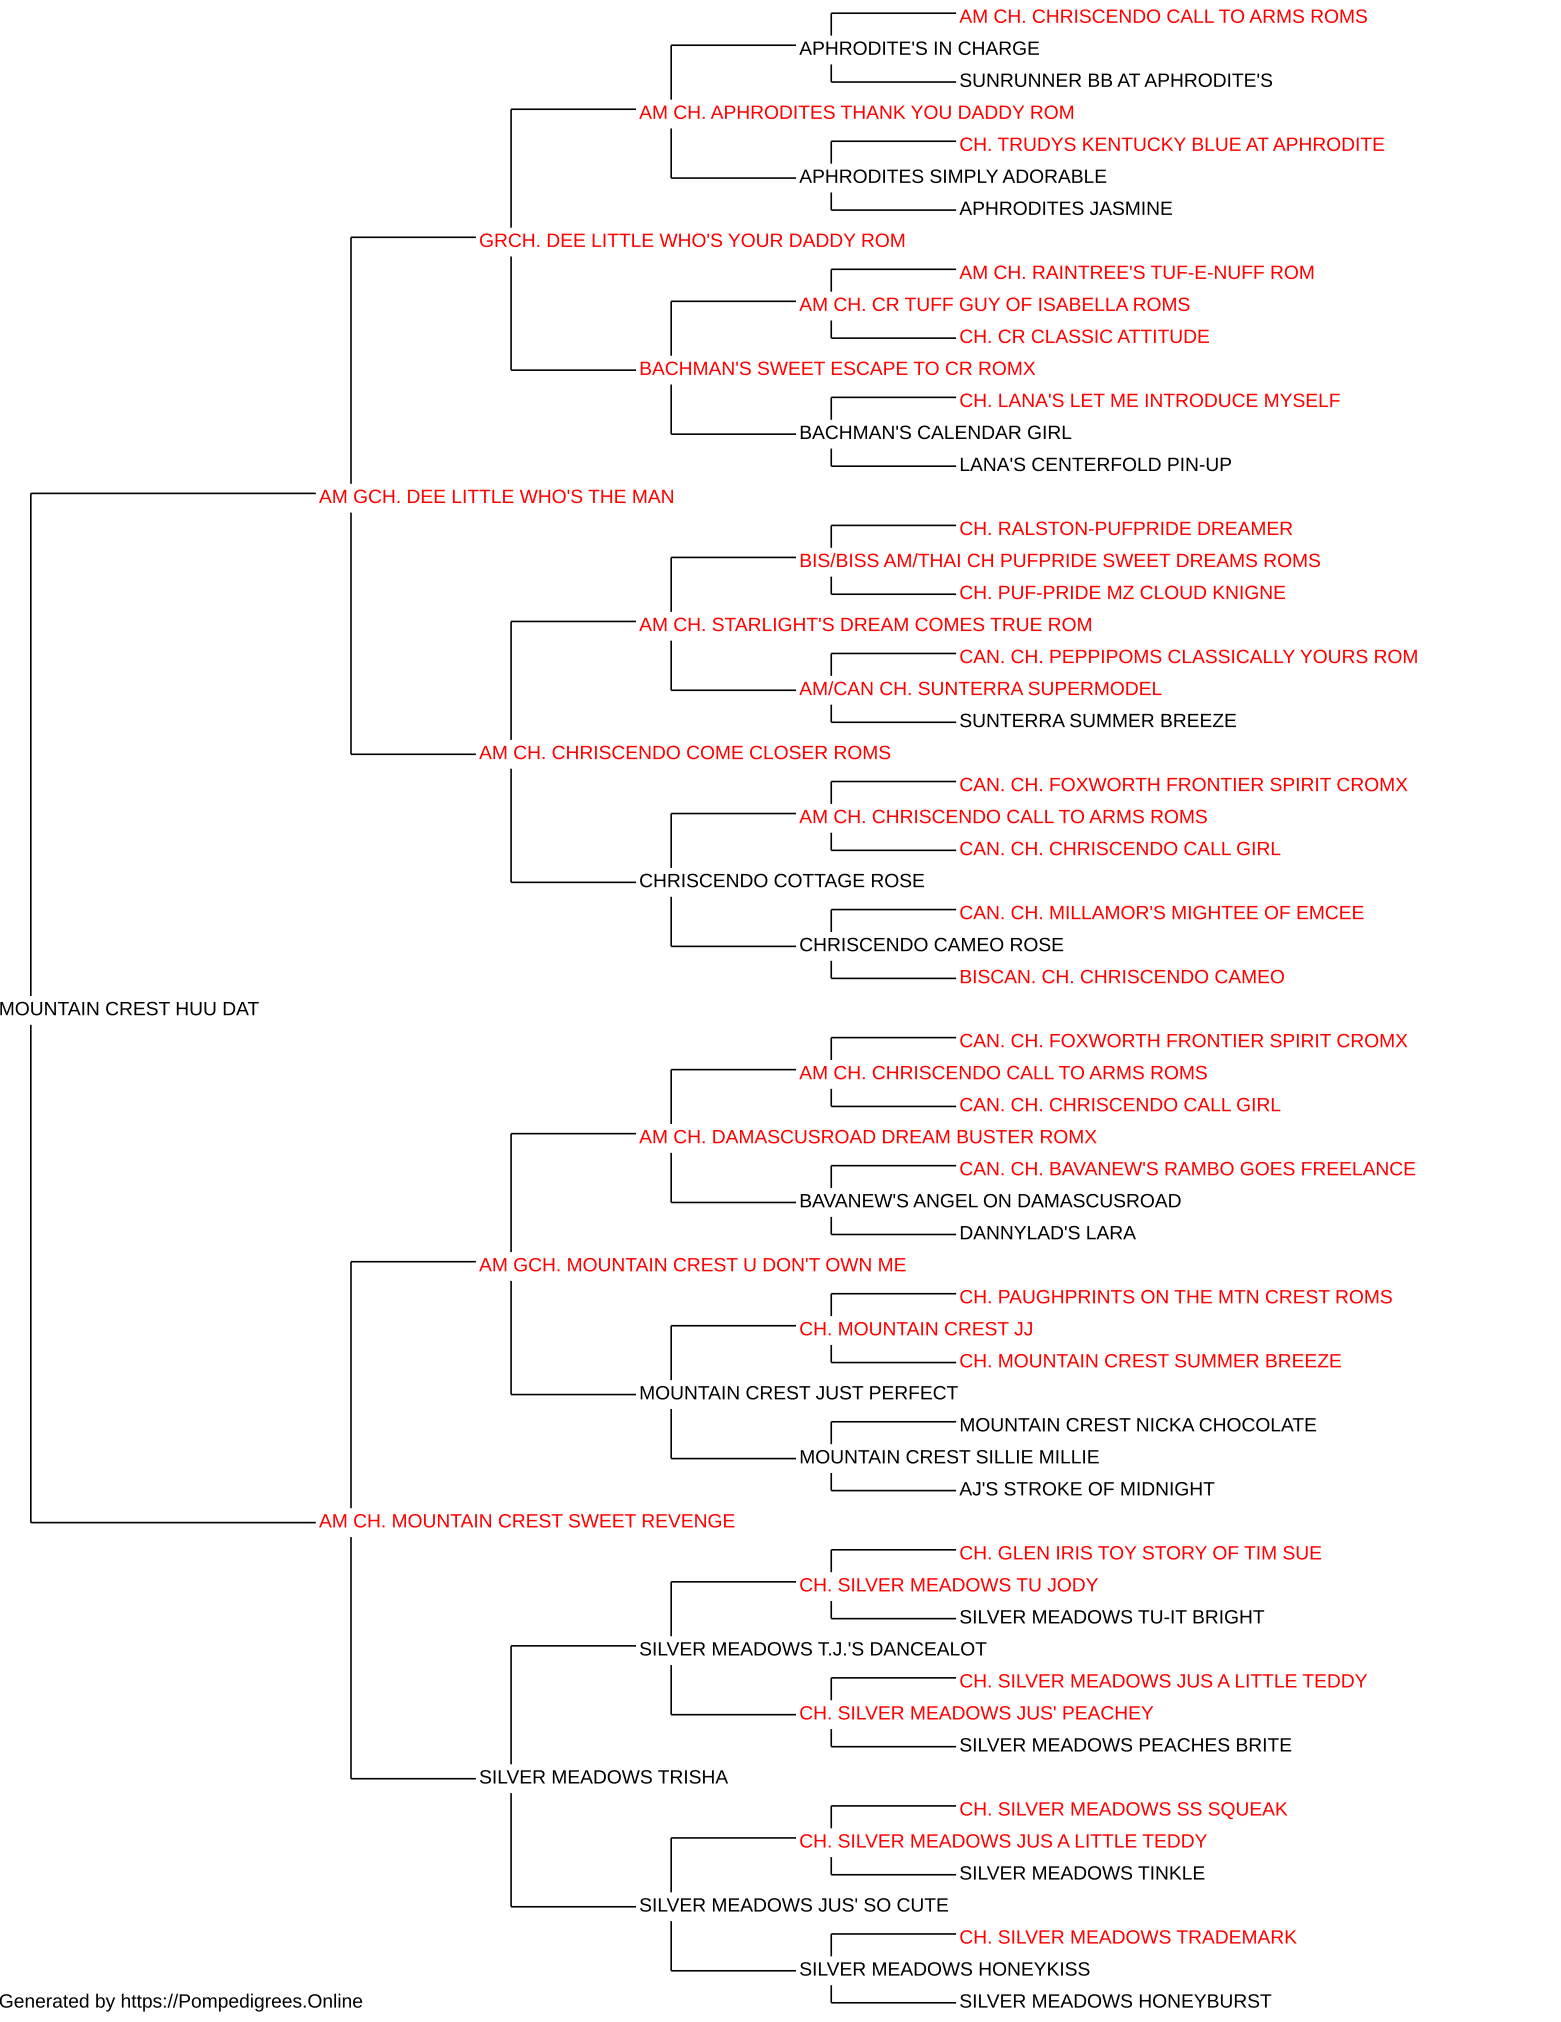 AM CH. CHRISCENDO CALL TO ARMS ROMS
APHRODITE'S IN CHARGE
SUNRUNNER BB AT APHRODITE'S
AM CH. APHRODITES THANK YOU DADDY ROM
CH. TRUDYS KENTUCKY BLUE AT APHRODITE
APHRODITES SIMPLY ADORABLE
APHRODITES JASMINE
GRCH. DEE LITTLE WHO'S YOUR DADDY ROM
AM CH. RAINTREE'S TUF-E-NUFF ROM
AM CH. CR TUFF GUY OF ISABELLA ROMS
CH. CR CLASSIC ATTITUDE
BACHMAN'S SWEET ESCAPE TO CR ROMX
CH. LANA'S LET ME INTRODUCE MYSELF
BACHMAN'S CALENDAR GIRL
LANA'S CENTERFOLD PIN-UP
AM GCH. DEE LITTLE WHO'S THE MAN
CH. RALSTON-PUFPRIDE DREAMER
BIS/BISS AM/THAI CH PUFPRIDE SWEET DREAMS ROMS
CH. PUF-PRIDE MZ CLOUD KNIGNE
AM CH. STARLIGHT'S DREAM COMES TRUE ROM
CAN. CH. PEPPIPOMS CLASSICALLY YOURS ROM
AM/CAN CH. SUNTERRA SUPERMODEL
SUNTERRA SUMMER BREEZE
AM CH. CHRISCENDO COME CLOSER ROMS
CAN. CH. FOXWORTH FRONTIER SPIRIT CROMX
AM CH. CHRISCENDO CALL TO ARMS ROMS
CAN. CH. CHRISCENDO CALL GIRL
CHRISCENDO COTTAGE ROSE
CAN. CH. MILLAMOR'S MIGHTEE OF EMCEE
CHRISCENDO CAMEO ROSE
BISCAN. CH. CHRISCENDO CAMEO
MOUNTAIN CREST HUU DAT
CAN. CH. FOXWORTH FRONTIER SPIRIT CROMX
AM CH. CHRISCENDO CALL TO ARMS ROMS
CAN. CH. CHRISCENDO CALL GIRL
AM CH. DAMASCUSROAD DREAM BUSTER ROMX
CAN. CH. BAVANEW'S RAMBO GOES FREELANCE
BAVANEW'S ANGEL ON DAMASCUSROAD
DANNYLAD'S LARA
AM GCH. MOUNTAIN CREST U DON'T OWN ME
CH. PAUGHPRINTS ON THE MTN CREST ROMS
CH. MOUNTAIN CREST JJ
CH. MOUNTAIN CREST SUMMER BREEZE
MOUNTAIN CREST JUST PERFECT
MOUNTAIN CREST NICKA CHOCOLATE
MOUNTAIN CREST SILLIE MILLIE
AJ'S STROKE OF MIDNIGHT
AM CH. MOUNTAIN CREST SWEET REVENGE
CH. GLEN IRIS TOY STORY OF TIM SUE
CH. SILVER MEADOWS TU JODY
SILVER MEADOWS TU-IT BRIGHT
SILVER MEADOWS T.J.'S DANCEALOT
CH. SILVER MEADOWS JUS A LITTLE TEDDY
CH. SILVER MEADOWS JUS' PEACHEY
SILVER MEADOWS PEACHES BRITE
SILVER MEADOWS TRISHA
CH. SILVER MEADOWS SS SQUEAK
CH. SILVER MEADOWS JUS A LITTLE TEDDY
SILVER MEADOWS TINKLE
SILVER MEADOWS JUS' SO CUTE
CH. SILVER MEADOWS TRADEMARK
SILVER MEADOWS HONEYKISS
SILVER MEADOWS HONEYBURST
Generated by https://Pompedigrees.Online